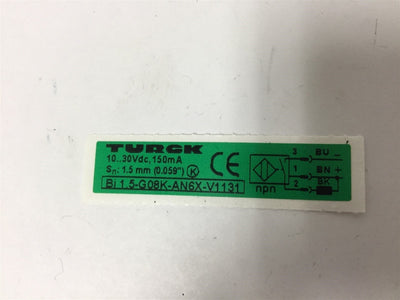 TURCK
10..30Vdc, 150mA
Sn: 1.5 mm (0.059") K
Bi 1.5-G08K-AN6X-V1131
CE
npn
3 BU -
1 BN +
2 BK